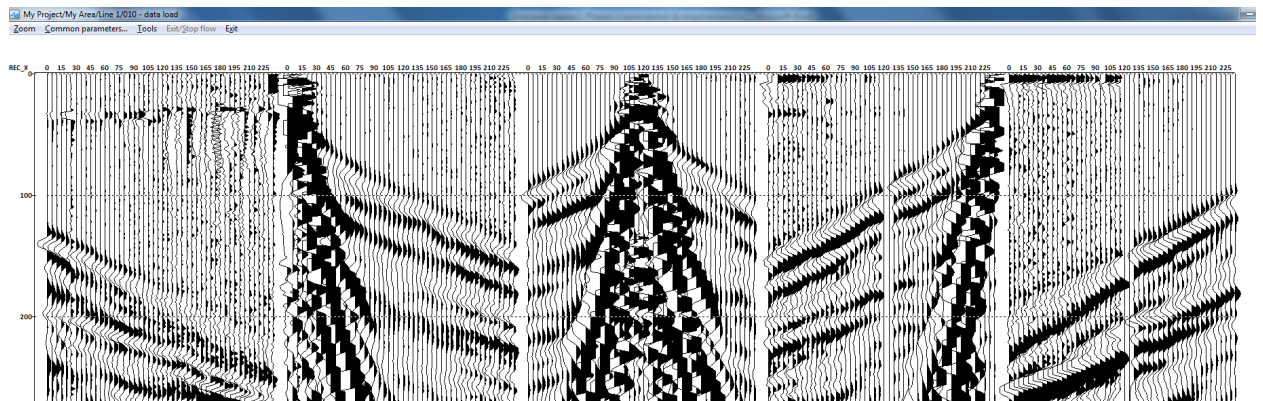 My Project/My Area/Line 1/010 - data load
Zoom Common parameters... Tools Exit/Stop flow Exit
REC_X 0 15 30 45 60 75 90 105 120 135 150 165 180 195 210 225 0 15 30 45 60 75 90 105 120 135 150 165 180 195 210 225 0 15 30 45 60 75 90 105 120 135 150 165 180 195 210 225 0 15 30 45 60 75 90 105 120 135 150 165 180 195 210 225 0 15 30 45 60 75 90 105 120 135 150 165 180 195 210 225
0
100
200